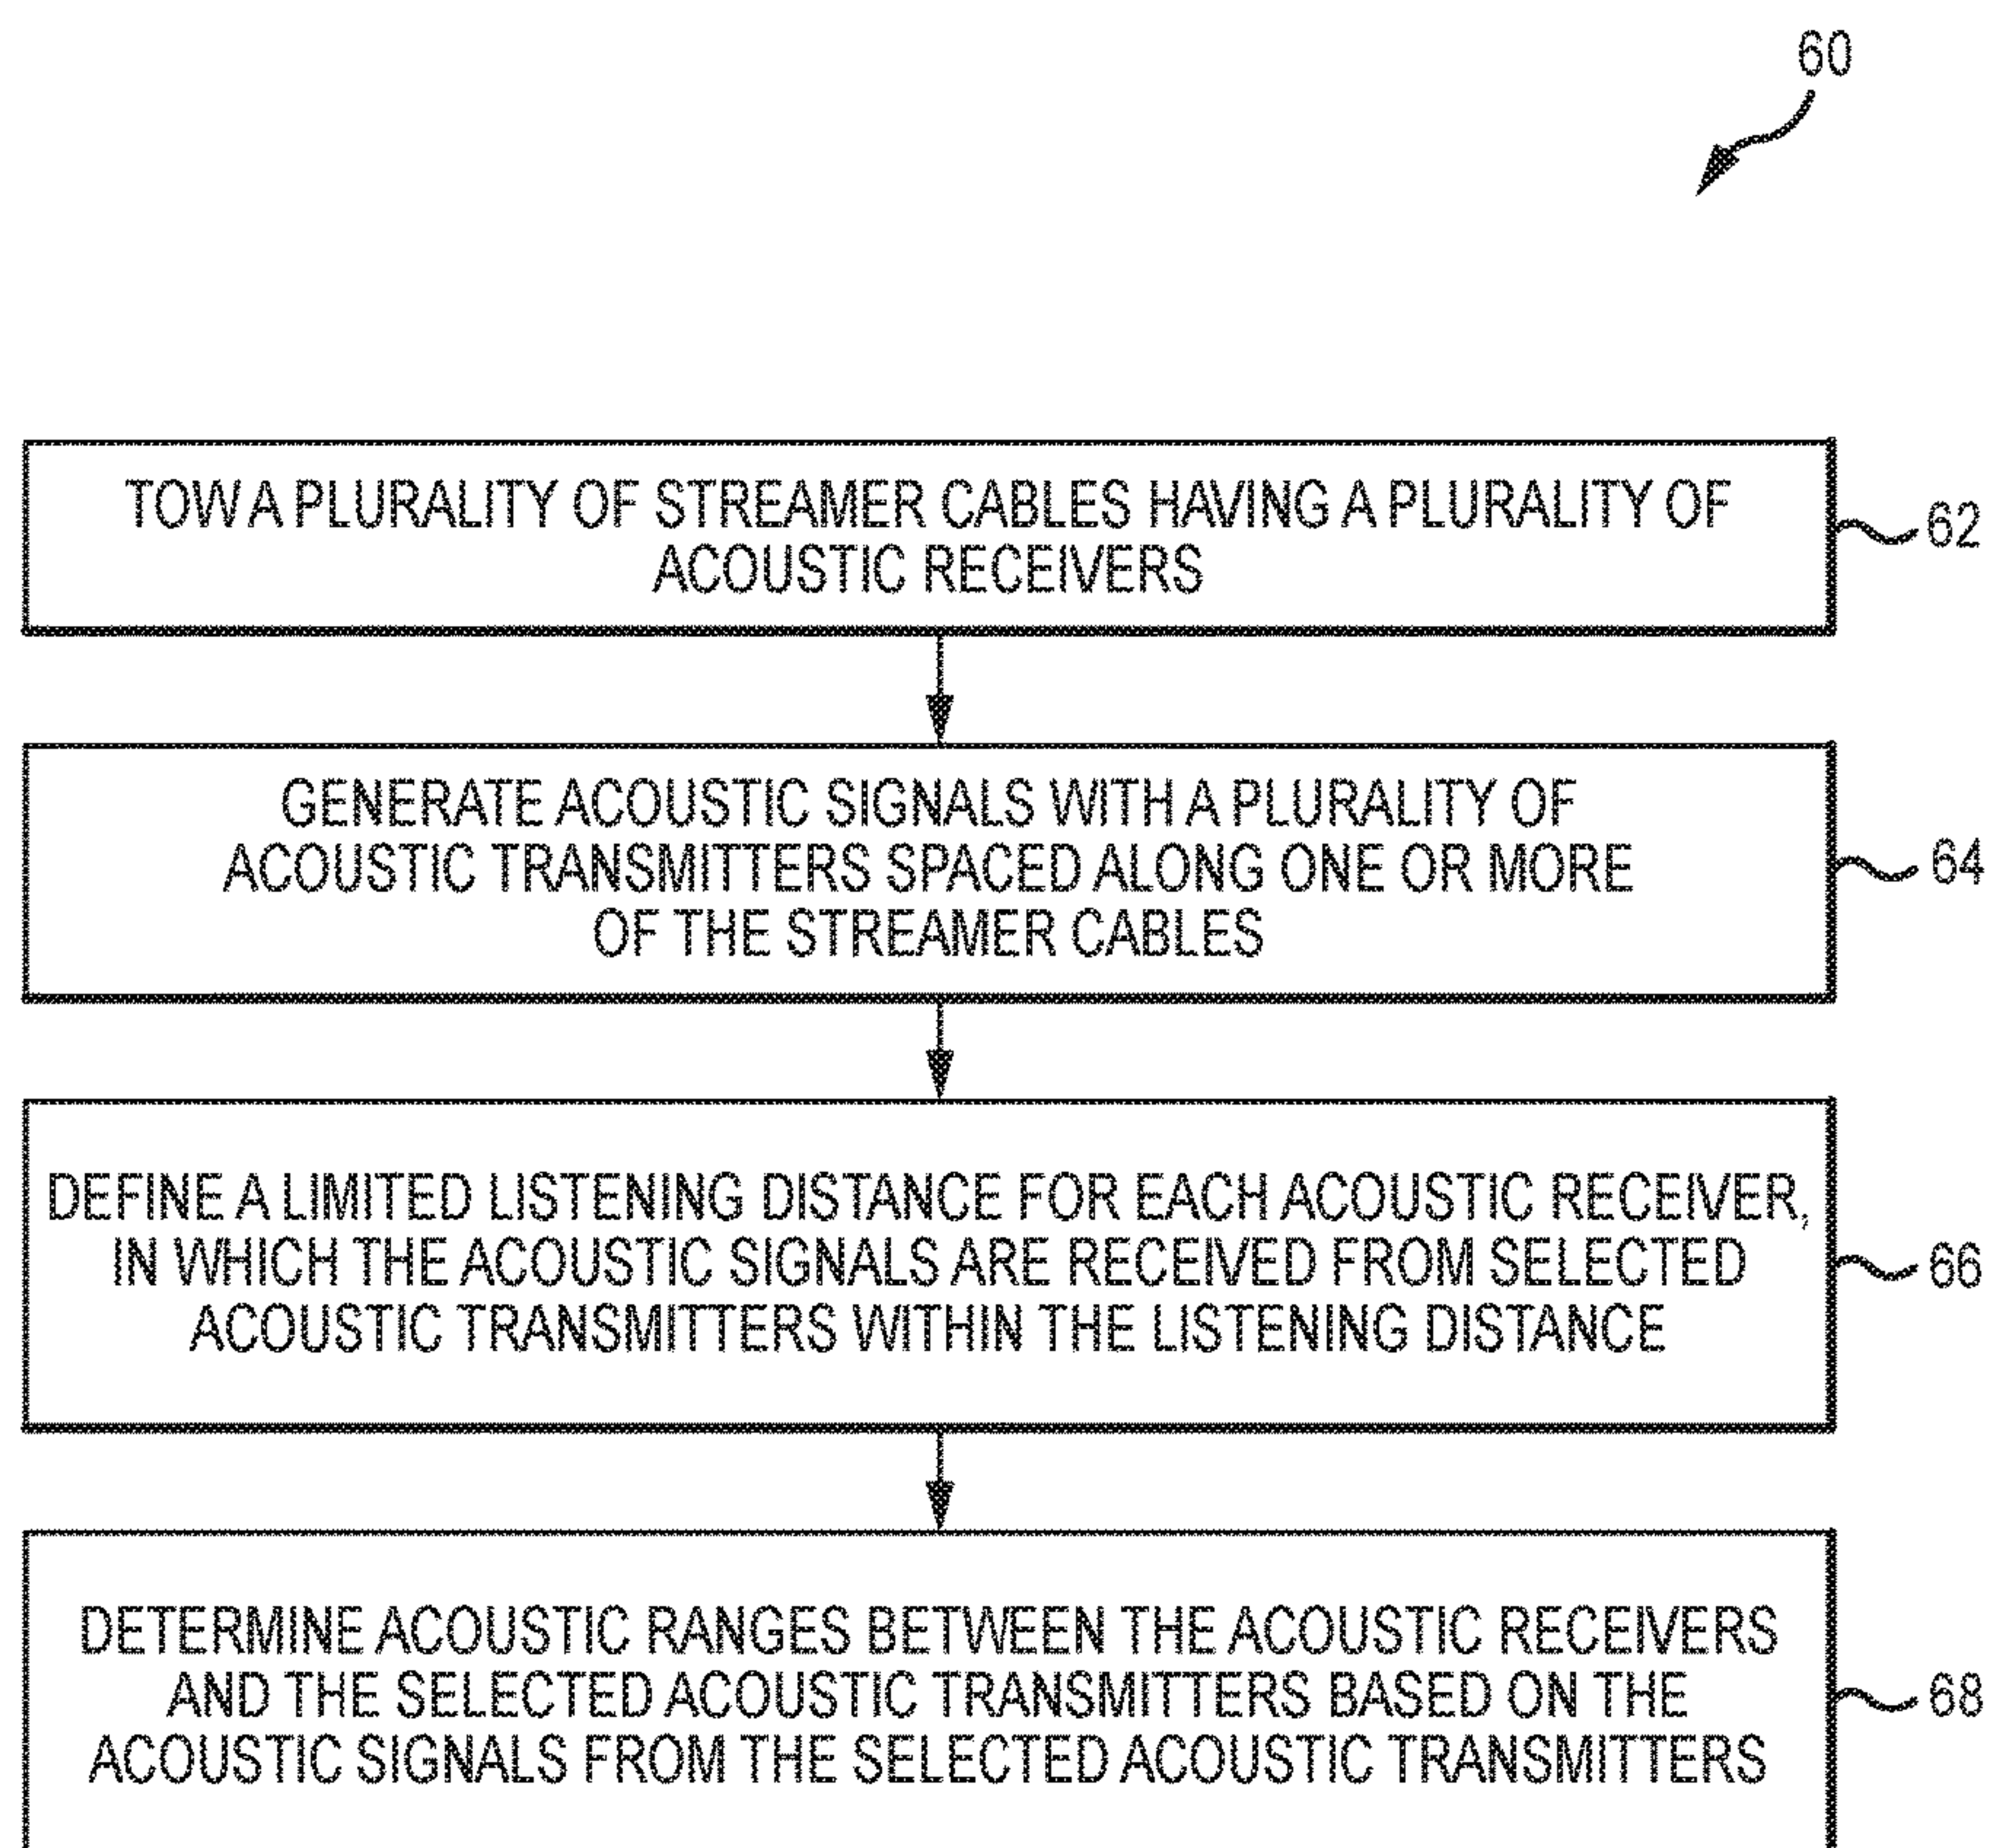 60
TOW A PLURALITY OF STREAMER CABLES HAVING A PLURALITY OF
ACOUSTIC RECEIVERS
62
GENERATE ACOUSTIC SIGNALS WITH A PLURALITY OF
ACOUSTIC TRANSMITTERS SPACED ALONG ONE OR MORE
OF THE STREAMER CABLES
64
DEFINE A LIMITED LISTENING DISTANCE FOR EACH ACOUSTIC RECEIVER,
IN WHICH THE ACOUSTIC SIGNALS ARE RECEIVED FROM SELECTED
ACOUSTIC TRANSMITTERS WITHIN THE LISTENING DISTANCE
66
DETERMINE ACOUSTIC RANGES BETWEEN THE ACOUSTIC RECEIVERS
AND THE SELECTED ACOUSTIC TRANSMITTERS BASED ON THE
ACOUSTIC SIGNALS FROM THE SELECTED ACOUSTIC TRANSMITTERS
68